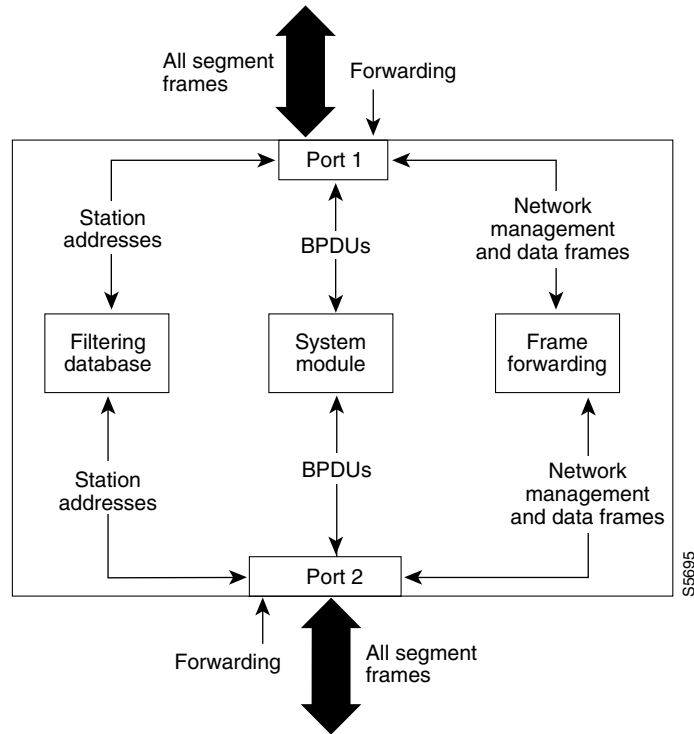 All segment
frames
Forwarding
Port 1
Station
addresses
BPDUs
Network
management
and data frames
Filtering
database
System
module
Frame
forwarding
Station
addresses
BPDUs
Network
management
and data frames
Port 2
S5695
Forwarding
All segment
frames